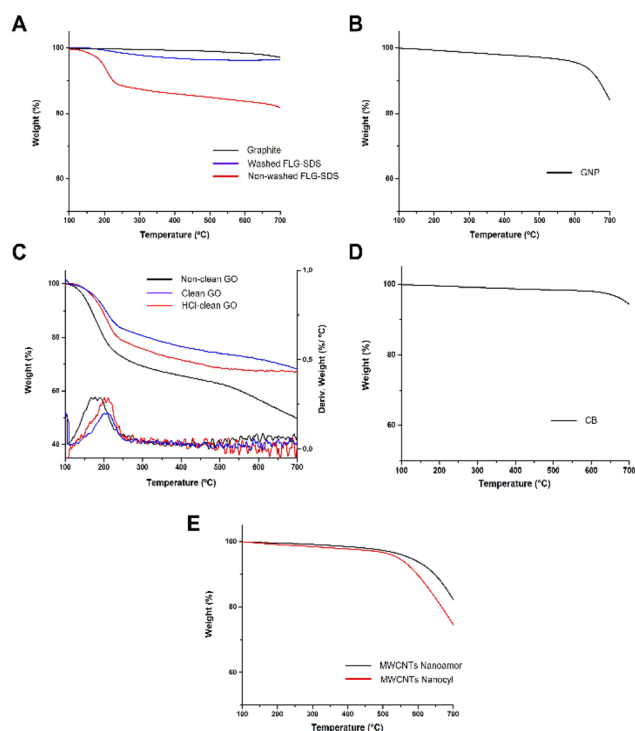 A
Weight (%)
100
80
60
Graphite
Washed FLG-SDS
Non-washed FLG-SDS
100 200 300 400 500 600 700
Temperature (ºC)
B
Weight (%)
100
80
60
GNP
100 200 300 400 500 600 700
Temperature (ºC)
C
Weight (%)
100
80
60
40
Non-clean GO
Clean GO
HCl-clean GO
1,0
0,5
0,0
Deriv. Weight (%/ ºC)
100 200 300 400 500 600 700
Temperature (ºC)
D
Weight (%)
100
80
60
CB
100 200 300 400 500 600 700
Temperature (ºC)
E
Weight (%)
100
80
60
MWCNTs Nanoamor
MWCNTs Nanocyl
100 200 300 400 500 600 700
Temperature (ºC)